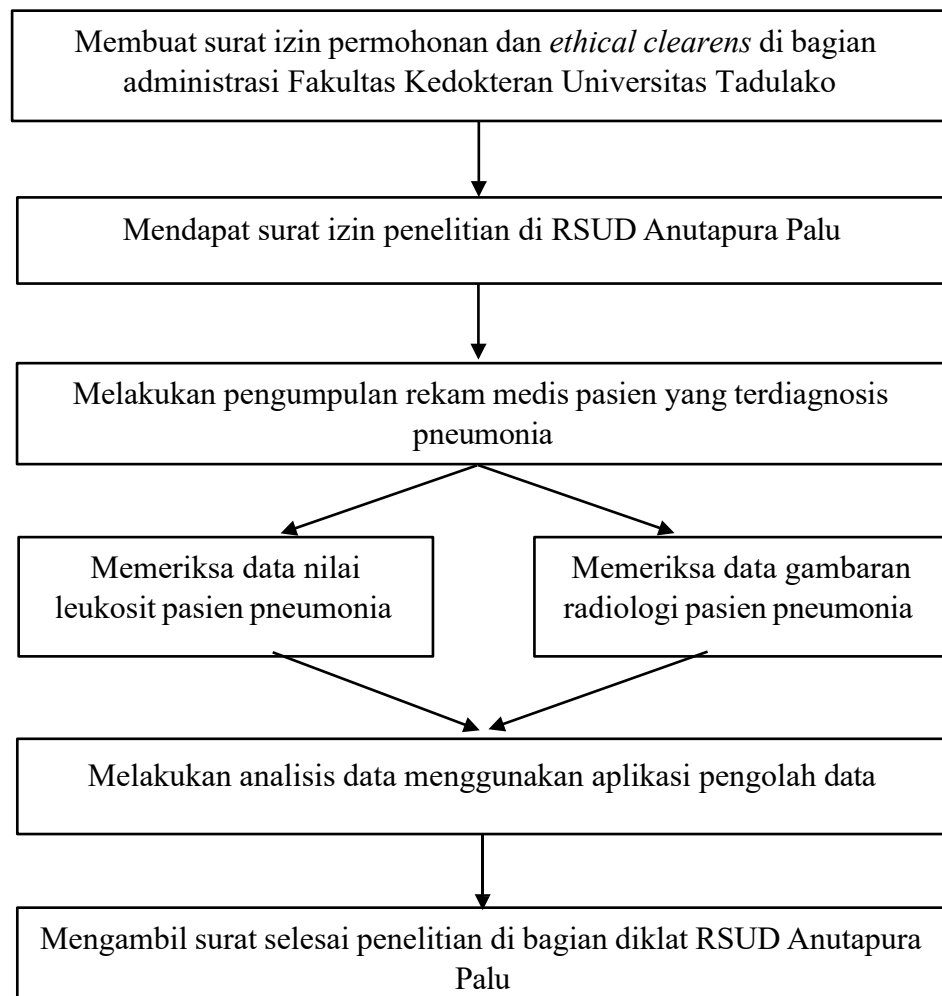 Membuat surat izin permohonan dan ethical clearens di bagian
administrasi Fakultas Kedokteran Universitas Tadulako
Mendapat surat izin penelitian di RSUD Anutapura Palu
Melakukan pengumpulan rekam medis pasien yang terdiagnosis
pneumonia
Memeriksa data nilai
leukosit pasien pneumonia
Memeriksa data gambaran
radiologi pasien pneumonia
Melakukan analisis data menggunakan aplikasi pengolah data
Mengambil surat selesai penelitian di bagian diklat RSUD Anutapura
Palu